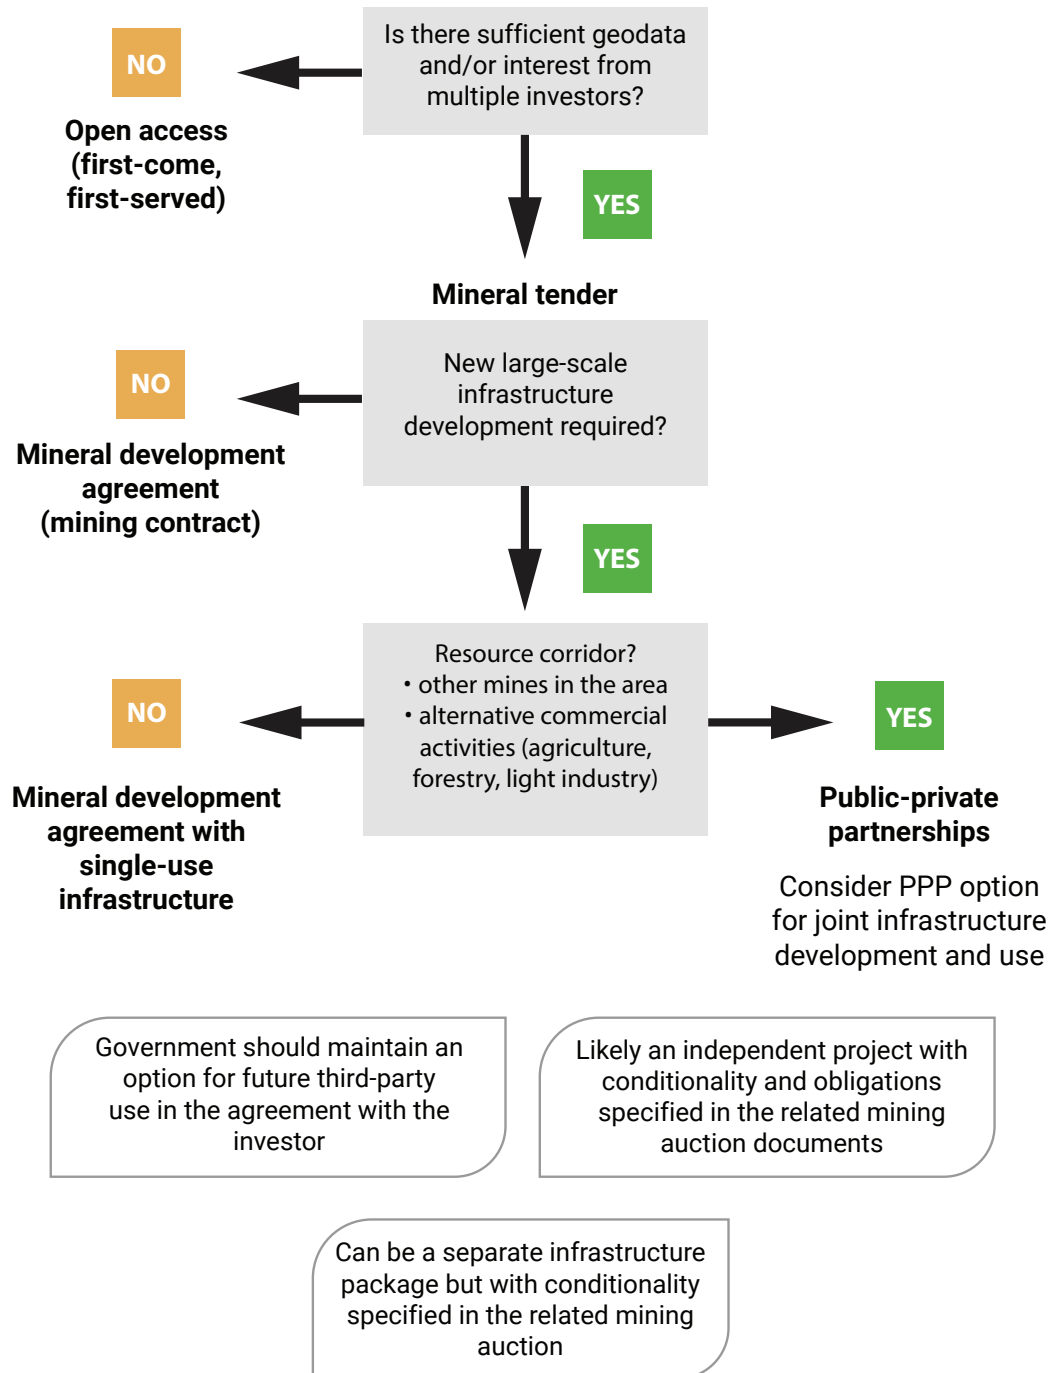 Is there sufficient geodata
and/or interest from
multiple investors?
NO
Open access
(first-come,
first-served)
YES
Mineral tender
New large-scale
infrastructure
development required?
NO
Mineral development
agreement
(mining contract)
YES
Resource corridor?
• other mines in the area
• alternative commercial
activities (agriculture,
forestry, light industry)
NO
Mineral development
agreement with
single-use
infrastructure
YES
Public-private
partnerships
Consider PPP option
for joint infrastructure
development and use
Government should maintain an
option for future third-party
use in the agreement with the
investor
Likely an independent project with
conditionality and obligations
specified in the related mining
auction documents
Can be a separate infrastructure
package but with conditionality
specified in the related mining
auction